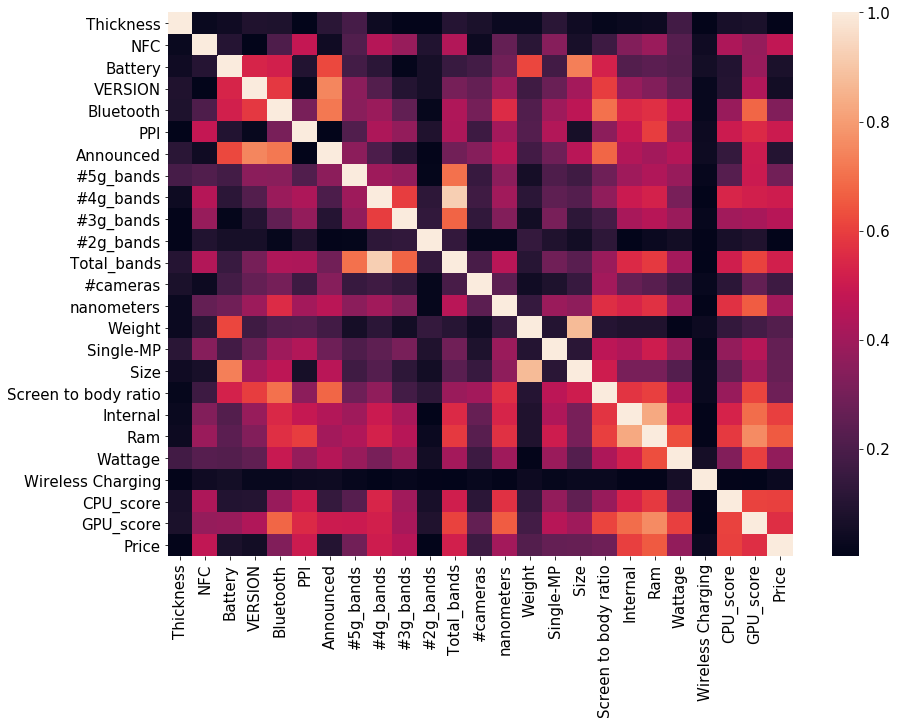 Thickness
NFC
Battery
VERSION
Bluetooth
PPI
Announced
#5g_bands
#4g_bands
#3g_bands
#2g_bands
Total_bands
#cameras
nanometers
Weight
Single-MP
Size
Screen to body ratio
Internal
Ram
Wattage
Wireless Charging
CPU_score
GPU_score
Price
Thickness
NFC
Battery
VERSION
Bluetooth
PPI
Announced
#5g_bands
#4g_bands
#3g_bands
#2g_bands
Total_bands
#cameras
nanometers
Weight
Single-MP
Size
Screen to body ratio
Internal
Ram
Wattage
Wireless Charging
CPU_score
GPU_score
Price
1.0
0.8
0.6
0.4
0.2